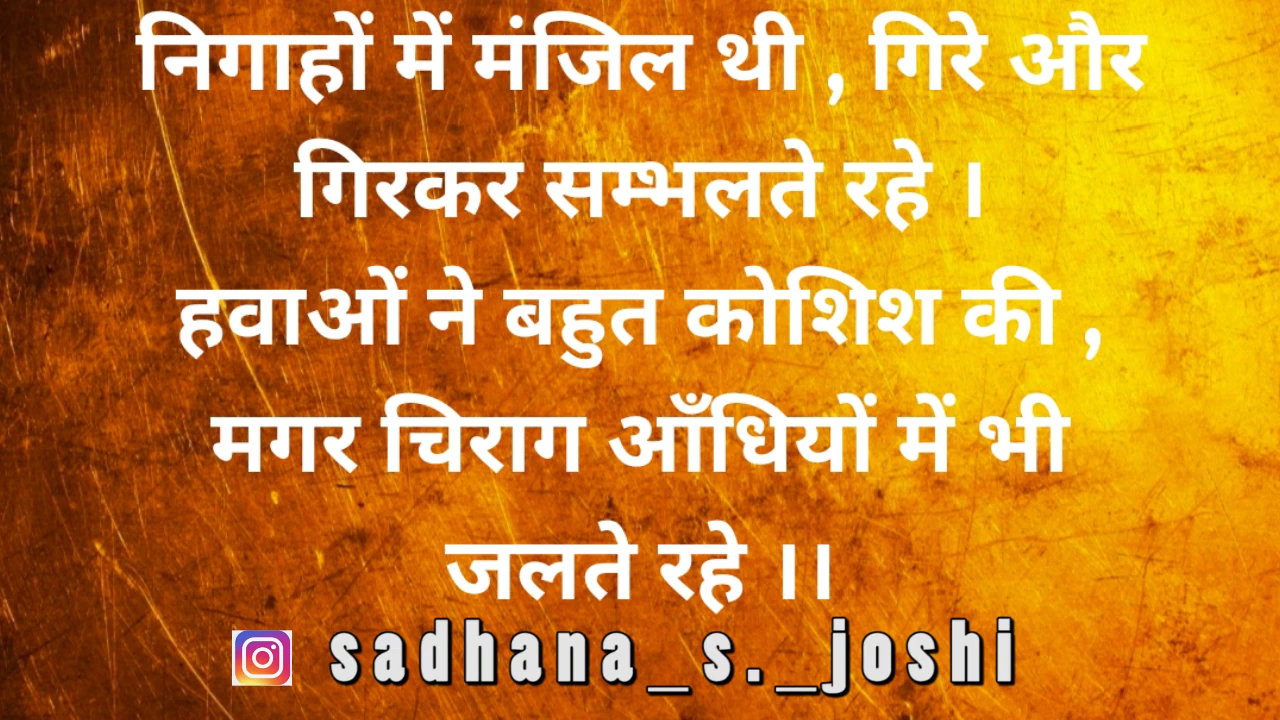 निगाहों में मंजिल थी , गिरे और
गिरकर सम्भलते रहे ।
हवाओं ने बहुत कोशिश की ,
मगर चिराग आँधियों में भी
जलते रहे ।।
sadhana_s._joshi